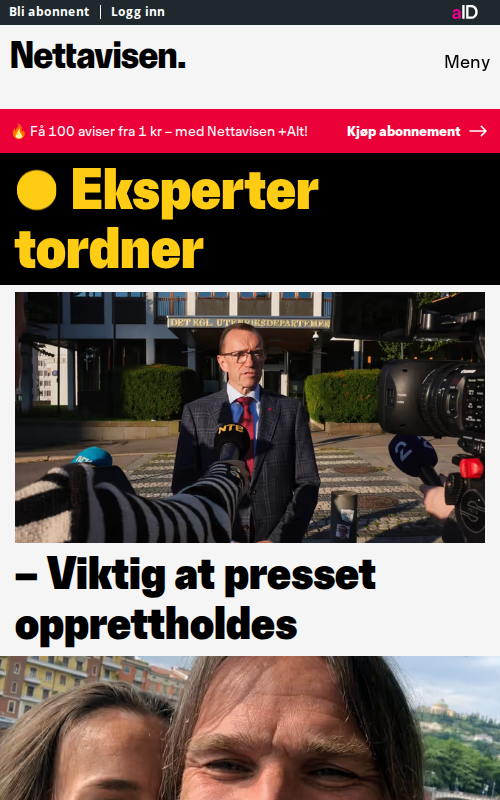 Bli abonnent
Logg inn
aID
Nettavisen.
Meny
🔥 Få 100 aviser fra 1 kr – med Nettavisen +Alt!
Kjøp abonnement →
Eksperter
tordner
DET KGL. UTENRIKSDEPARTEMENT
NTB
2
– Viktig at presset
opprettholdes